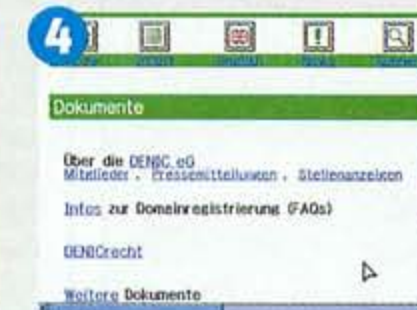 4
Dokumente
Über die DENIC eG
Mitglieder, Pressemitteilungen, Stellenanzeigen
Infos zur Domainregistrierung (FAQs)
DENICrecht
Weitere Dokumente